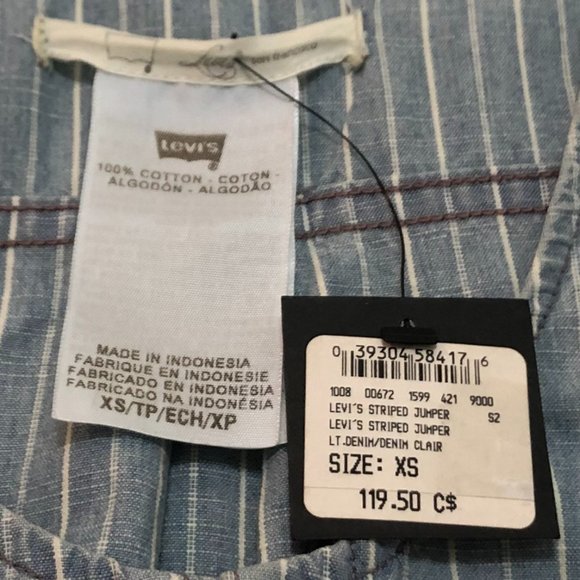 san francisco
Levi's
100% COTTON - COTON -
ALGODÓN - ALGODÃO
MADE IN INDONESIA
FABRIQUE EN INDONESIE
FABRICADO EN INDONESIA
FABRICADO NA INDONÉSIA
XS/TP/ECH/XP
0 39304 58417 6
1008 00672 1599 421 9000
LEVI'S STRIPED JUMPER S2
LEVI'S STRIPED JUMPER
LT.DENIM/DENIM CLAIR
SIZE: XS
119.50 C$